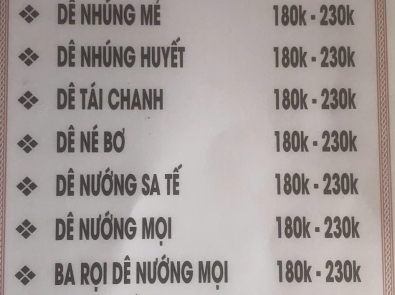 ❖ DÊ NHÚNG MẺ 180k - 230k
❖ DÊ NHÚNG HUYẾT 180k - 230k
❖ DÊ TÁI CHANH 180k - 230k
❖ DÊ NÉ BƠ 180k - 230k
❖ DÊ NƯỚNG SA TẾ 180k - 230k
❖ DÊ NƯỚNG MỌI 180k - 230k
❖ BA RỌI DÊ NƯỚNG MỌI 180k - 230k